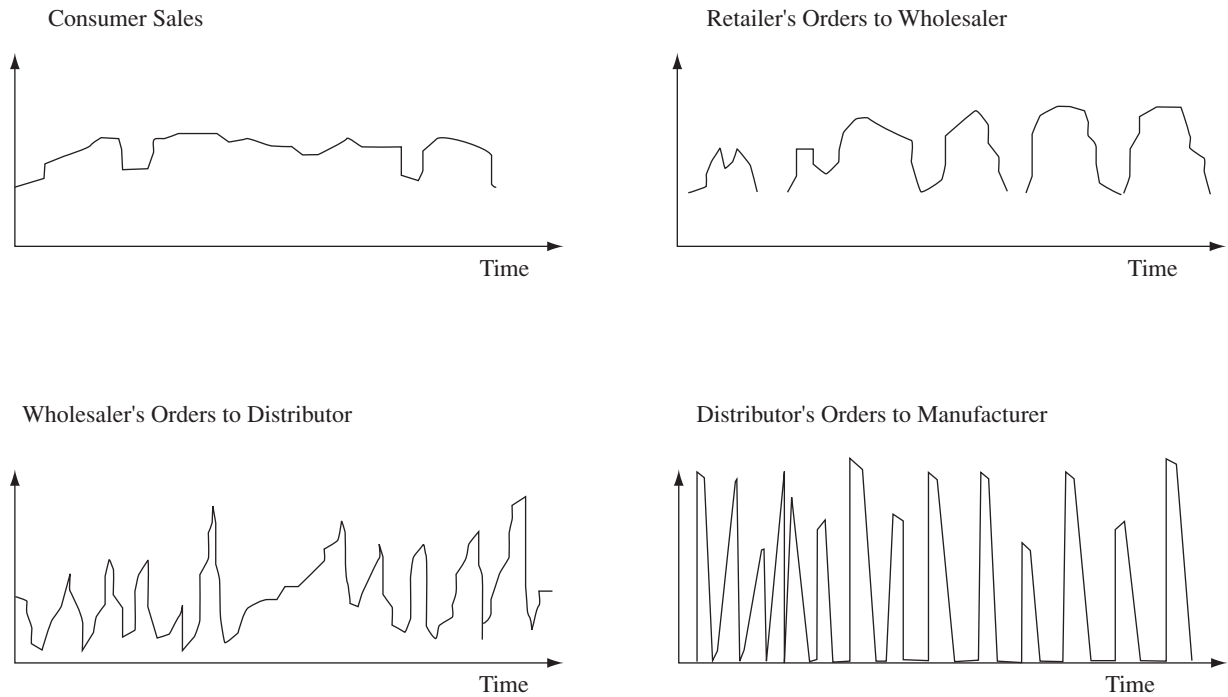 Consumer Sales
Retailer's Orders to Wholesaler
Time
Time
Wholesaler's Orders to Distributor
Distributor's Orders to Manufacturer
Time
Time